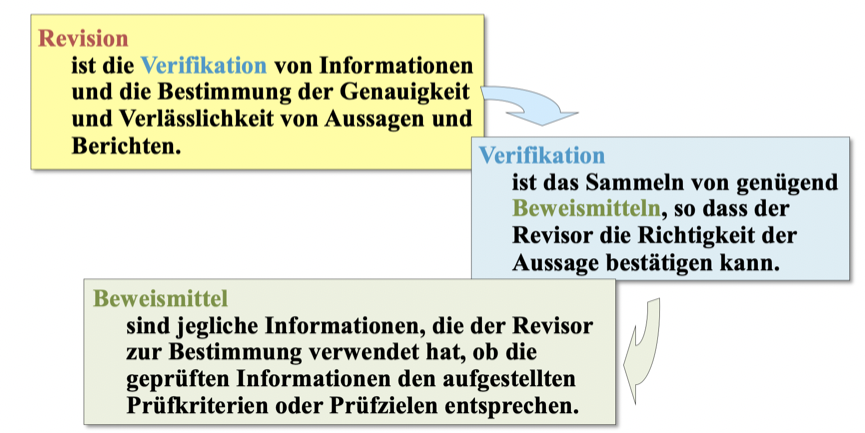 Revision
ist die Verifikation von Informationen
und die Bestimmung der Genauigkeit
und Verlässlichkeit von Aussagen und
Berichten.
Verifikation
ist das Sammeln von genügend
Beweismitteln, so dass der
Revisor die Richtigkeit der
Aussage bestätigen kann.
Beweismittel
sind jegliche Informationen, die der Revisor
zur Bestimmung verwendet hat, ob die
geprüften Informationen den aufgestellten
Prüfkriterien oder Prüfzielen entsprechen.